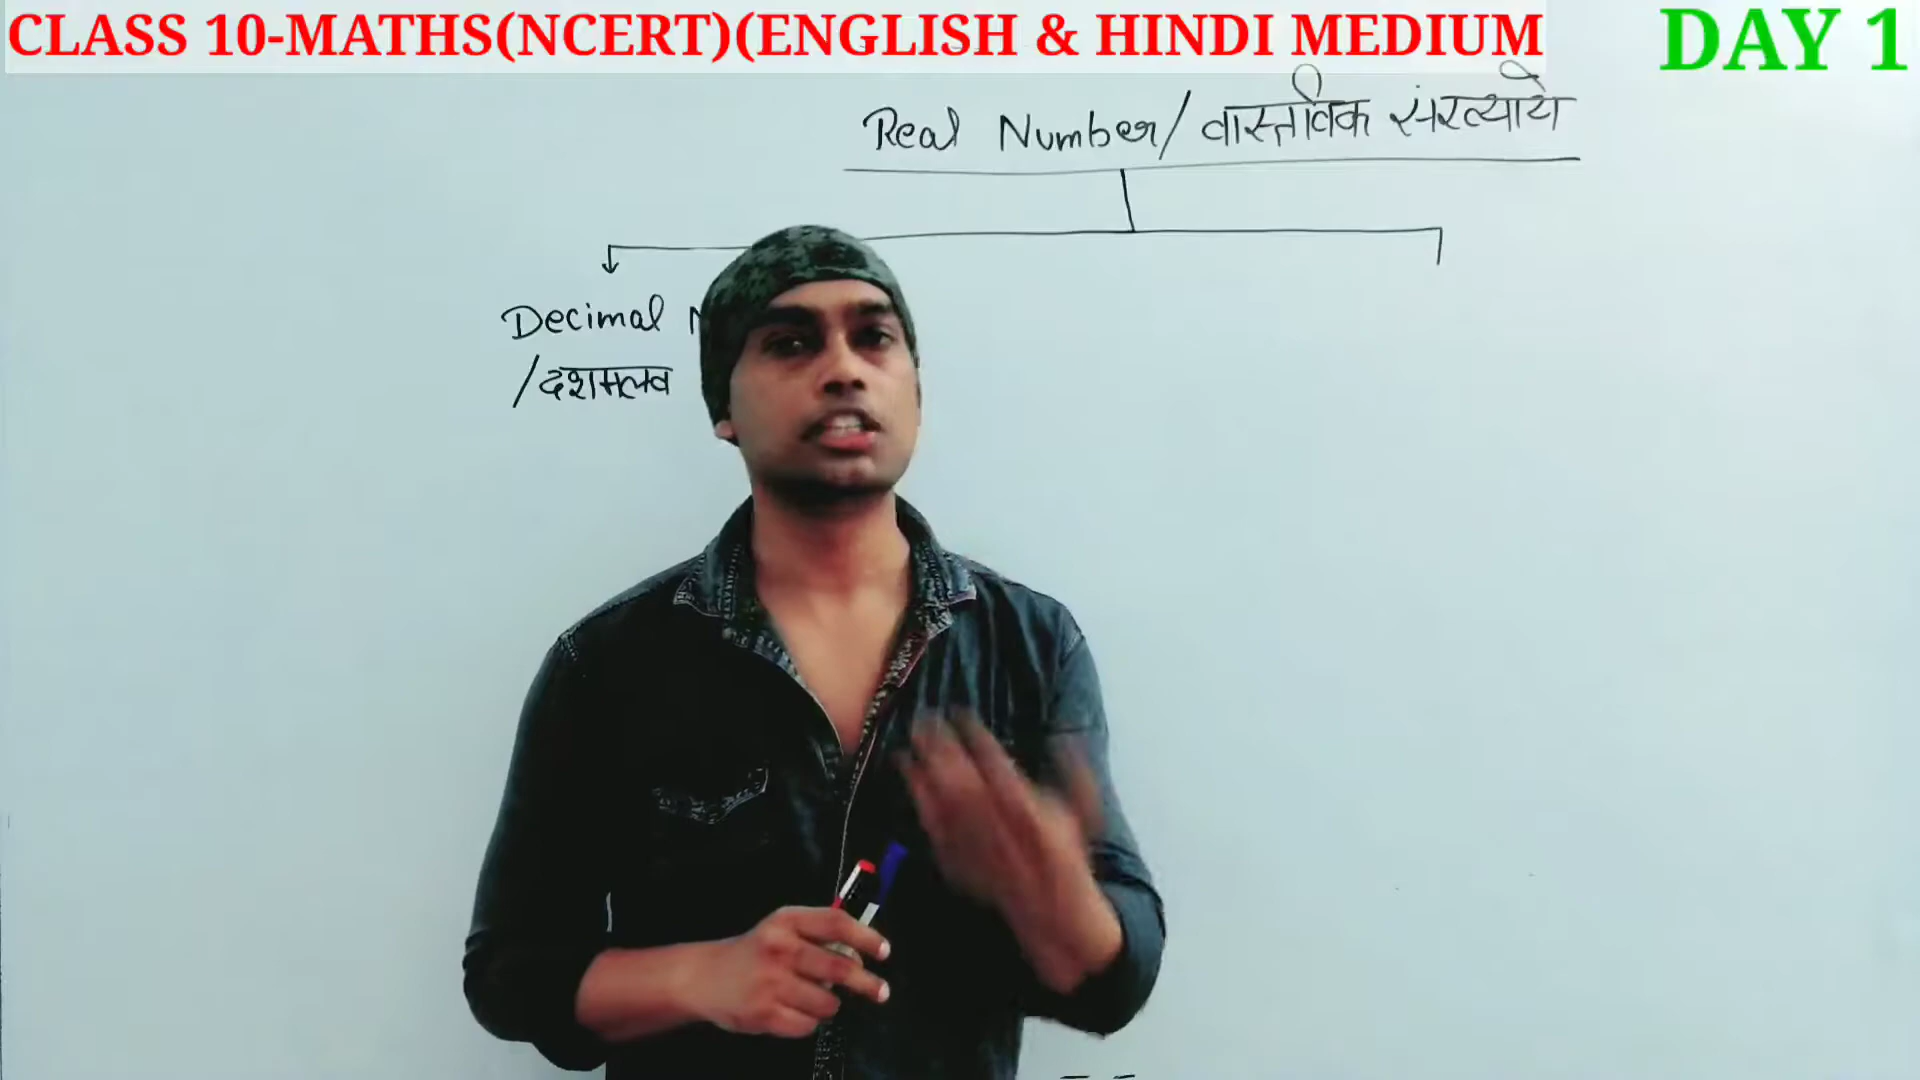 CLASS 10-MATHS(NCERT)(ENGLISH & HINDI MEDIUM
DAY 1
Real Number/ वास्तविक संख्याये
Decimal
/दशमलव